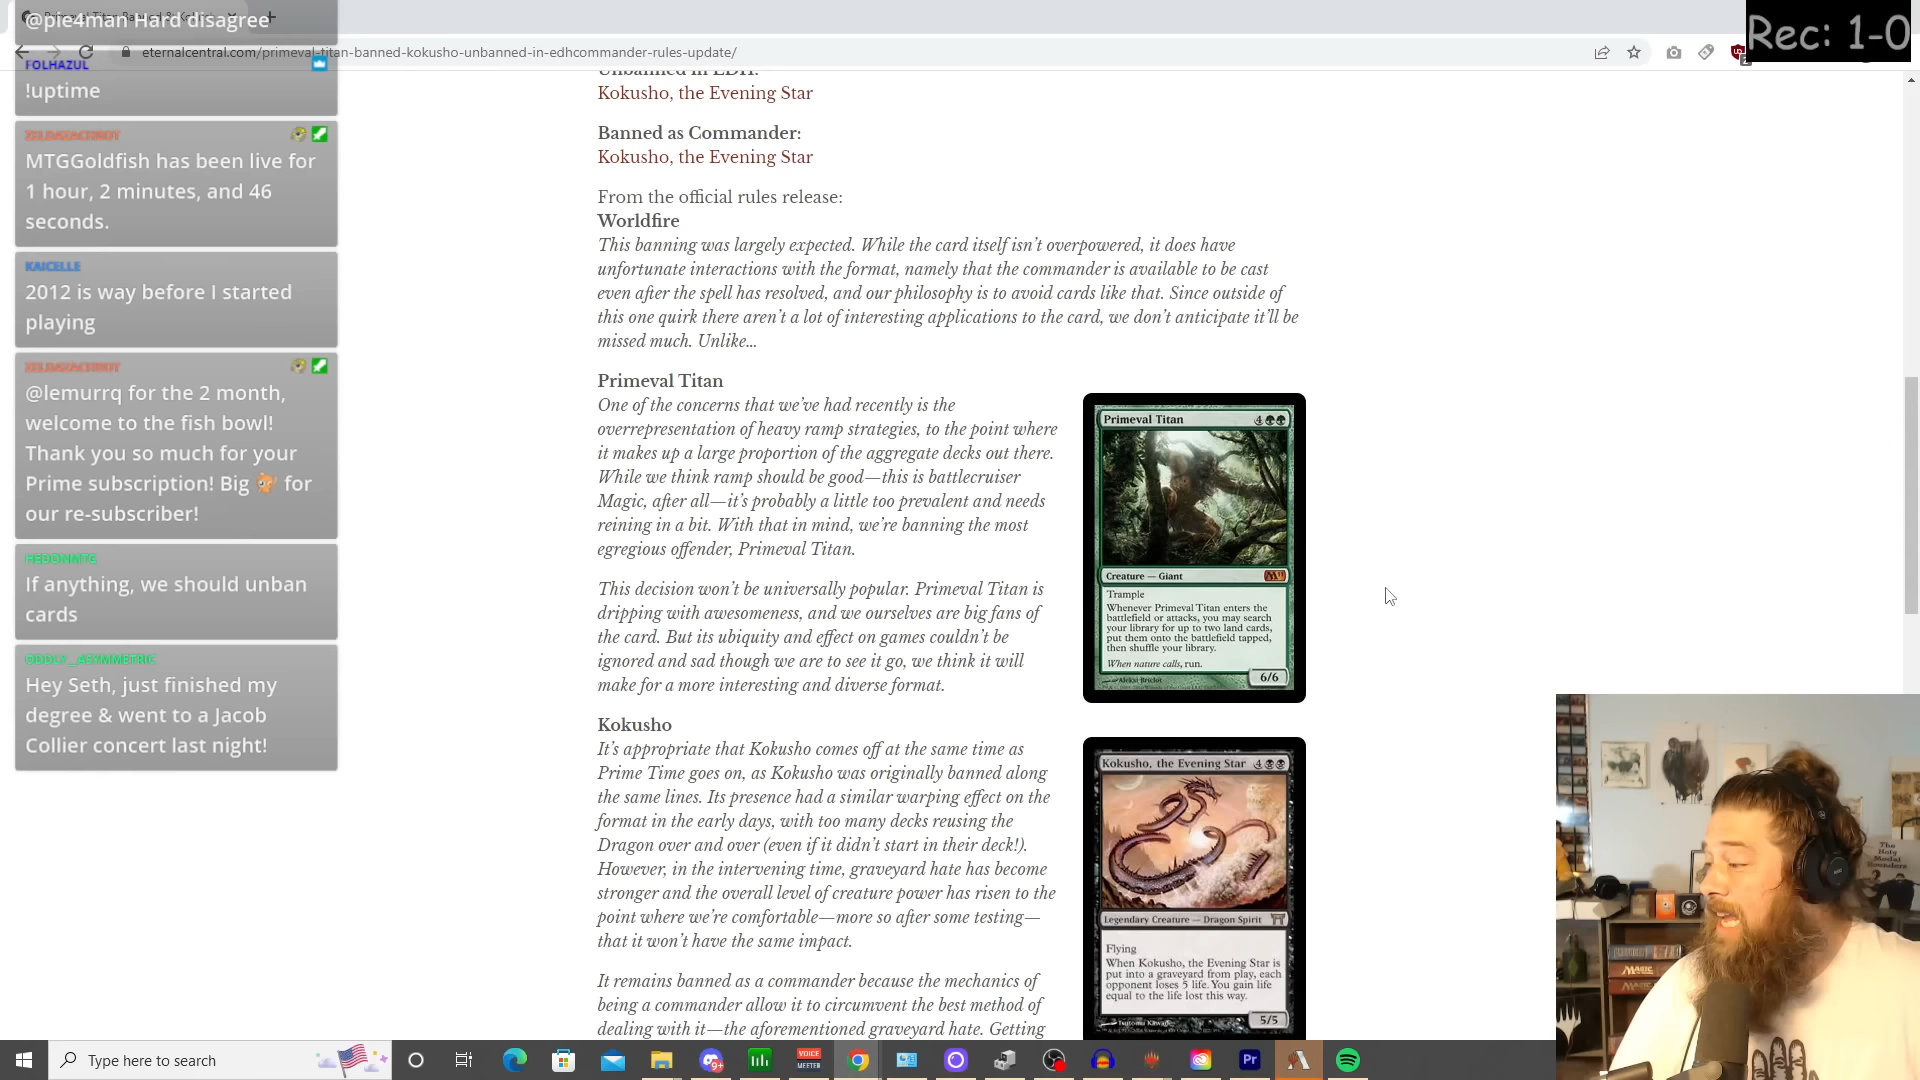 @pie4man Hard disagree
Rec: 1-0
eternalcentral.com/primeval-titan-banned-kokusho-unbanned-in-edhcommander-rules-update/
FOLHAZUL
!uptime
MTGGoldfish has been live for
1 hour, 2 minutes, and 46
seconds.
KAICELLE
2012 is way before I started
playing
@lemurrq for the 2 month,
welcome to the fish bowl!
Thank you so much for your
Prime subscription! Big for
our re-subscriber!
HEDONMTG
If anything, we should unban
cards
ODDLY_ASYMMETRIC
Hey Seth, just finished my
degree & went to a Jacob
Collier concert last night!
Unbanned in EDH:
Kokusho, the Evening Star
Banned as Commander:
Kokusho, the Evening Star
From the official rules release:
Worldfire
This banning was largely expected. While the card itself isn't overpowered, it does have
unfortunate interactions with the format, namely that the commander is available to be cast
even after the spell has resolved, and our philosophy is to avoid cards like that. Since outside of
this one quirk there aren't a lot of interesting applications to the card, we don't anticipate it'll be
missed much. Unlike…
Primeval Titan
One of the concerns that we've had recently is the
overrepresentation of heavy ramp strategies, to the point where
it makes up a large proportion of the aggregate decks out there.
While we think ramp should be good—this is battlecruiser
Magic, after all—it's probably a little too prevalent and needs
reining in a bit. With that in mind, we're banning the most
egregious offender, Primeval Titan.
This decision won't be universally popular. Primeval Titan is
dripping with awesomeness, and we ourselves are big fans of
the card. But its ubiquity and effect on games couldn't be
ignored and sad though we are to see it go, we think it will
make for a more interesting and diverse format.
Primeval Titan 4
Creature — Giant
M11
Trample
Whenever Primeval Titan enters the
battlefield or attacks, you may search
your library for up to two land cards,
put them onto the battlefield tapped,
then shuffle your library.
When nature calls, run.
Aleksi Briclot
6/6
Kokusho
It's appropriate that Kokusho comes off at the same time as
Prime Time goes on, as Kokusho was originally banned along
the same lines. Its presence had a similar warping effect on the
format in the early days, with too many decks reusing the
Dragon over and over (even if it didn't start in their deck!).
However, in the intervening time, graveyard hate has become
stronger and the overall level of creature power has risen to the
point where we're comfortable—more so after some testing—
that it won't have the same impact.
It remains banned as a commander because the mechanics of
being a commander allow it to circumvent the best method of
dealing with it—the aforementioned graveyard hate. Getting
Kokusho, the Evening Star 4
Legendary Creature — Dragon Spirit
Flying
When Kokusho, the Evening Star is
put into a graveyard from play, each
opponent loses 5 life. You gain life
equal to the life lost this way.
Tsutomu Kawade
5/5
The
Holy
Modal
Rounders
MAGIC
MAGIC
Type here to search
9+
VOICE
MEETER
Pr